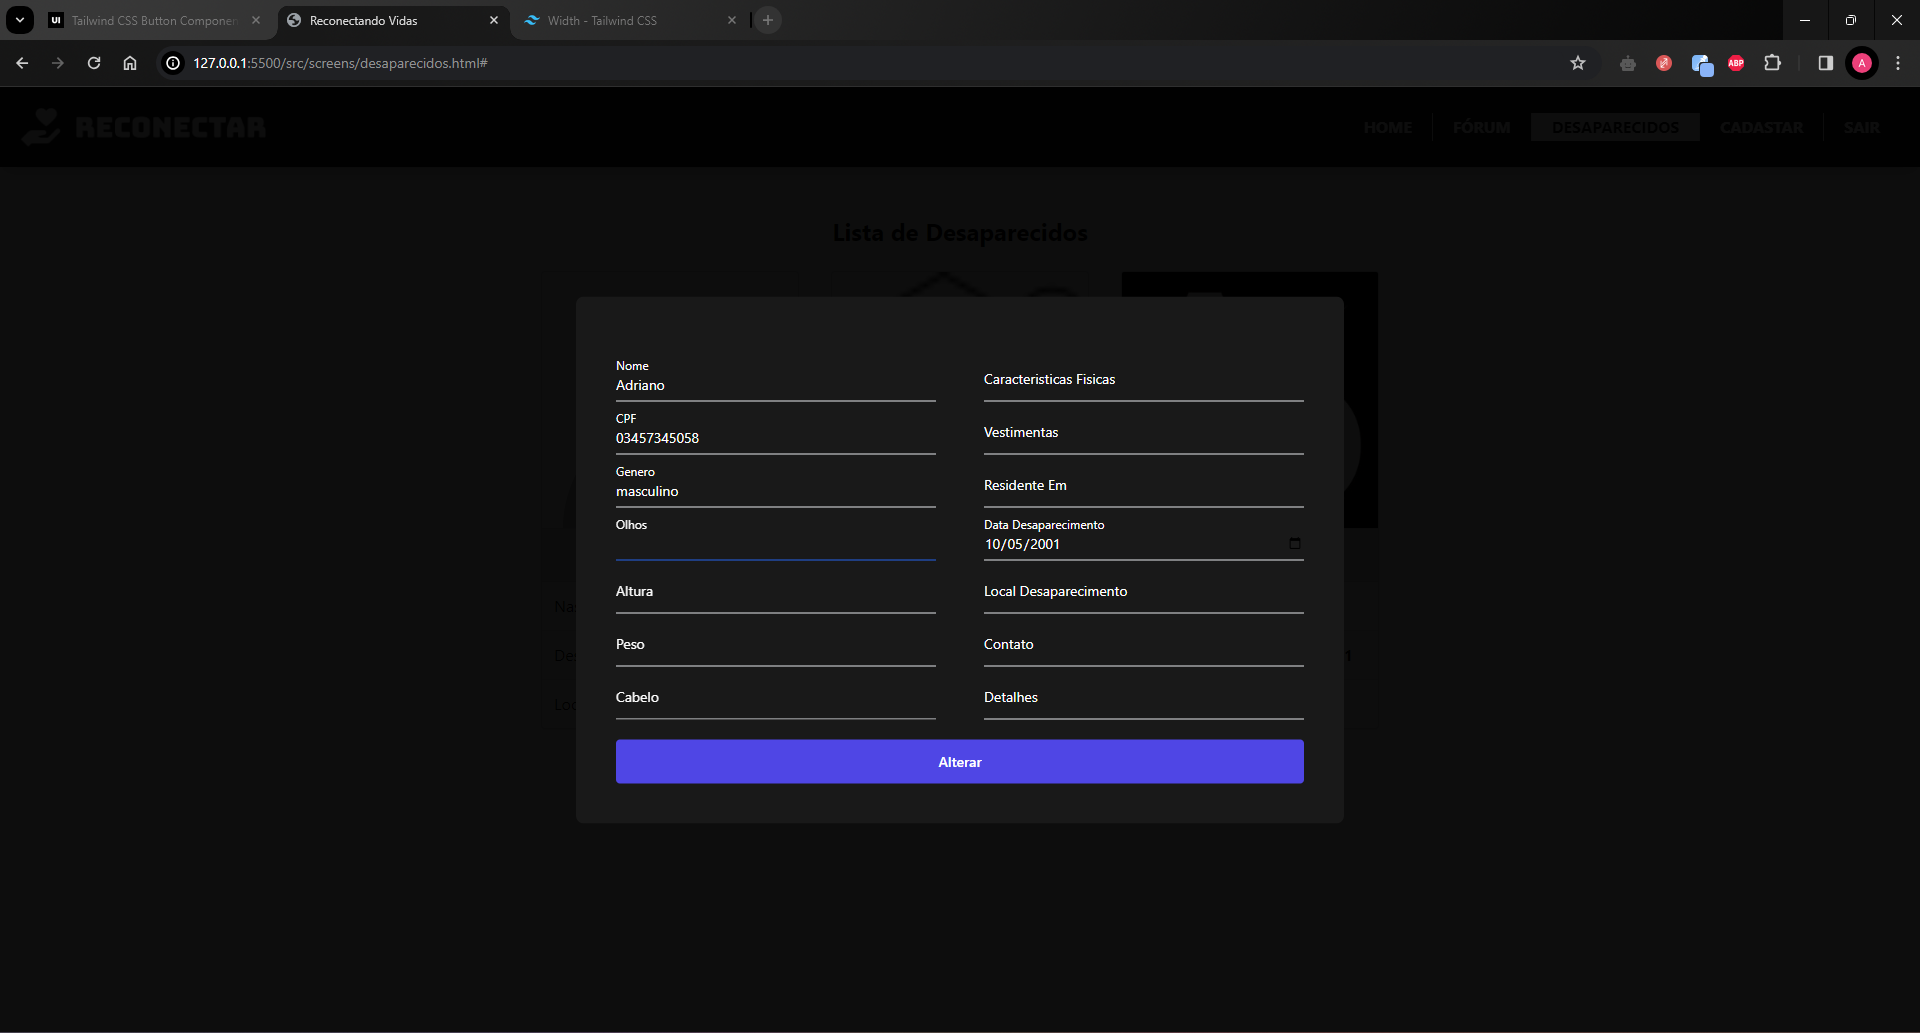 UI Tailwind CSS Button Componen
Reconectando Vidas
Width - Tailwind CSS
127.0.0.1:5500/src/screens/desaparecidos.html#
ABP
A
RECONECTAR
HOME
FÓRUM
DESAPARECIDOS
CADASTAR
SAIR
Lista de Desaparecidos
Nome
Adriano
CPF
03457345058
Genero
masculino
Olhos
Altura
Peso
Cabelo
Caracteristicas Fisicas
Vestimentas
Residente Em
Data Desaparecimento
10/05/2001
Local Desaparecimento
Contato
Detalhes
Alterar